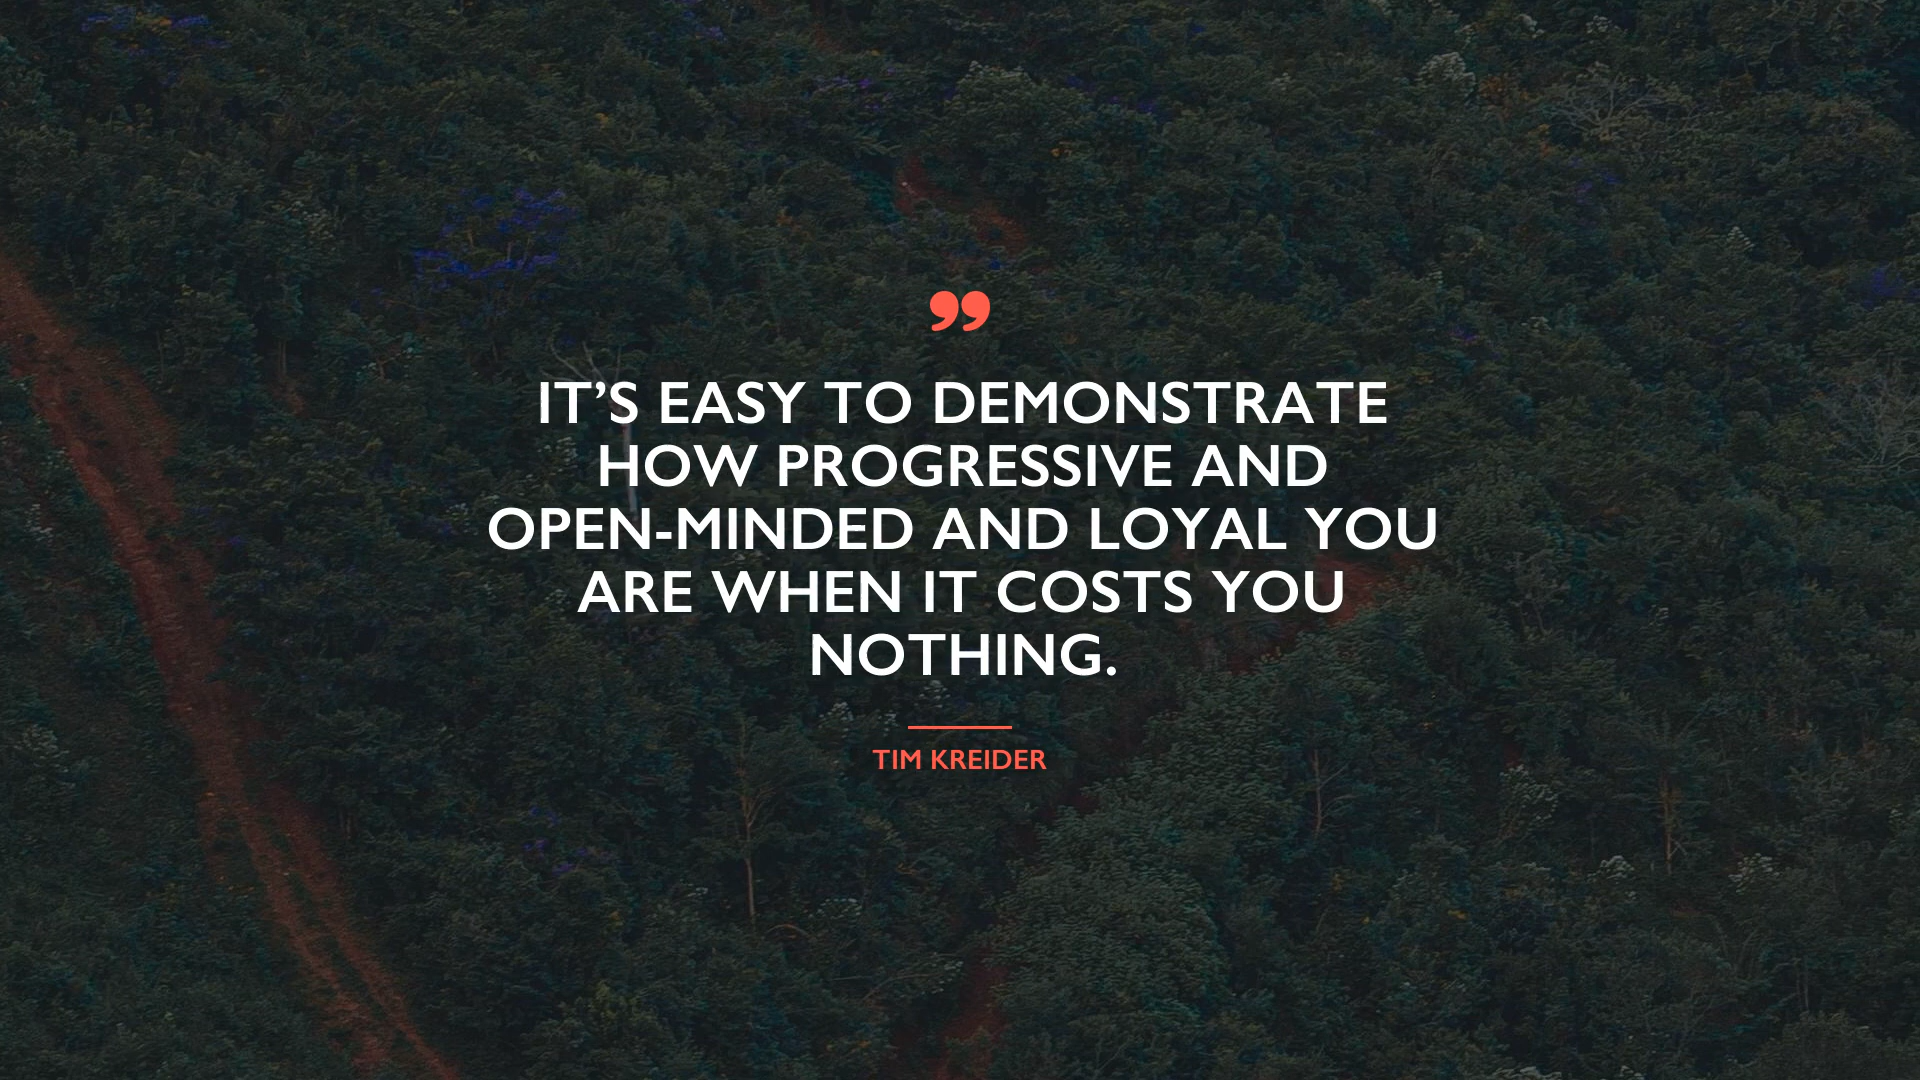 ”
IT’S EASY TO DEMONSTRATE
HOW PROGRESSIVE AND
OPEN-MINDED AND LOYAL YOU
ARE WHEN IT COSTS YOU
NOTHING.
TIM KREIDER